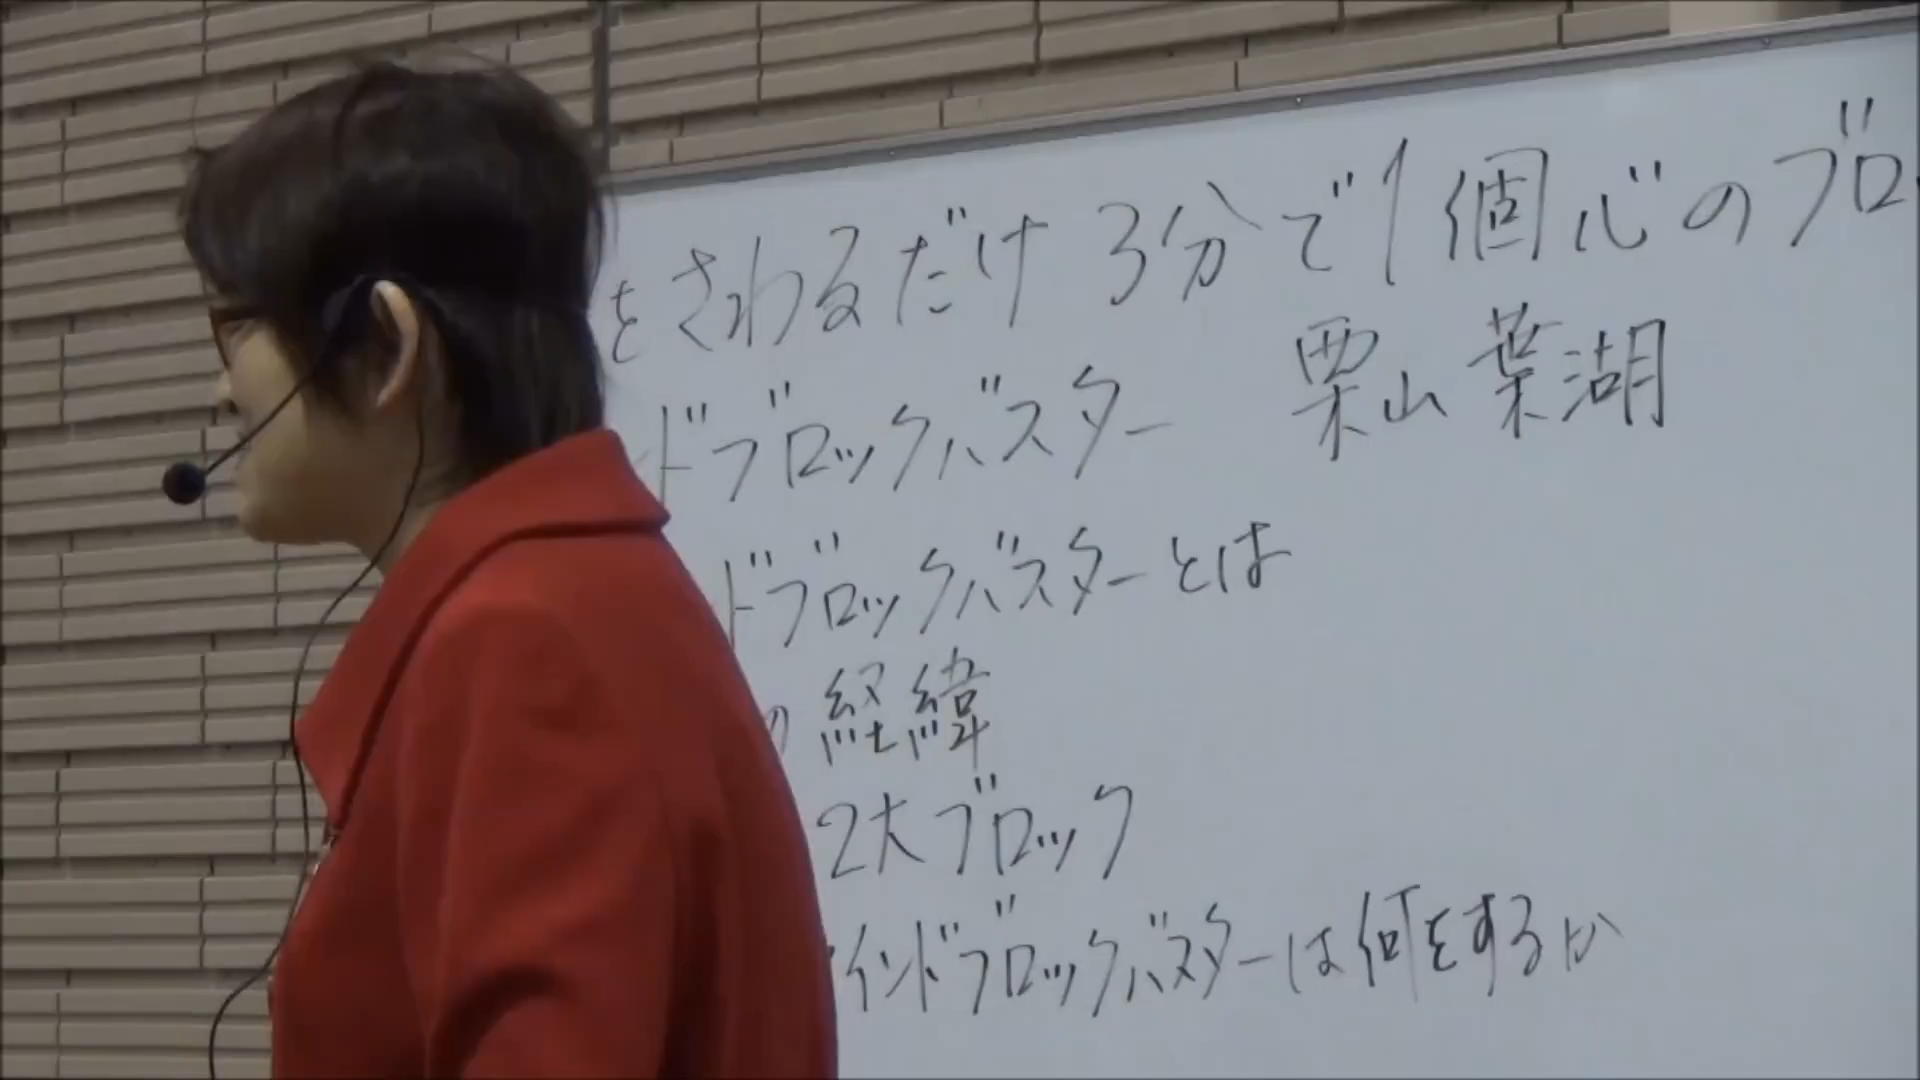 をさわるだけ 3分で1個心のブロ
ドブロックバスター 栗山葉湖
ドブロックバスターとは
の経緯
2大ブロック
インドブロックバスターは何をするか